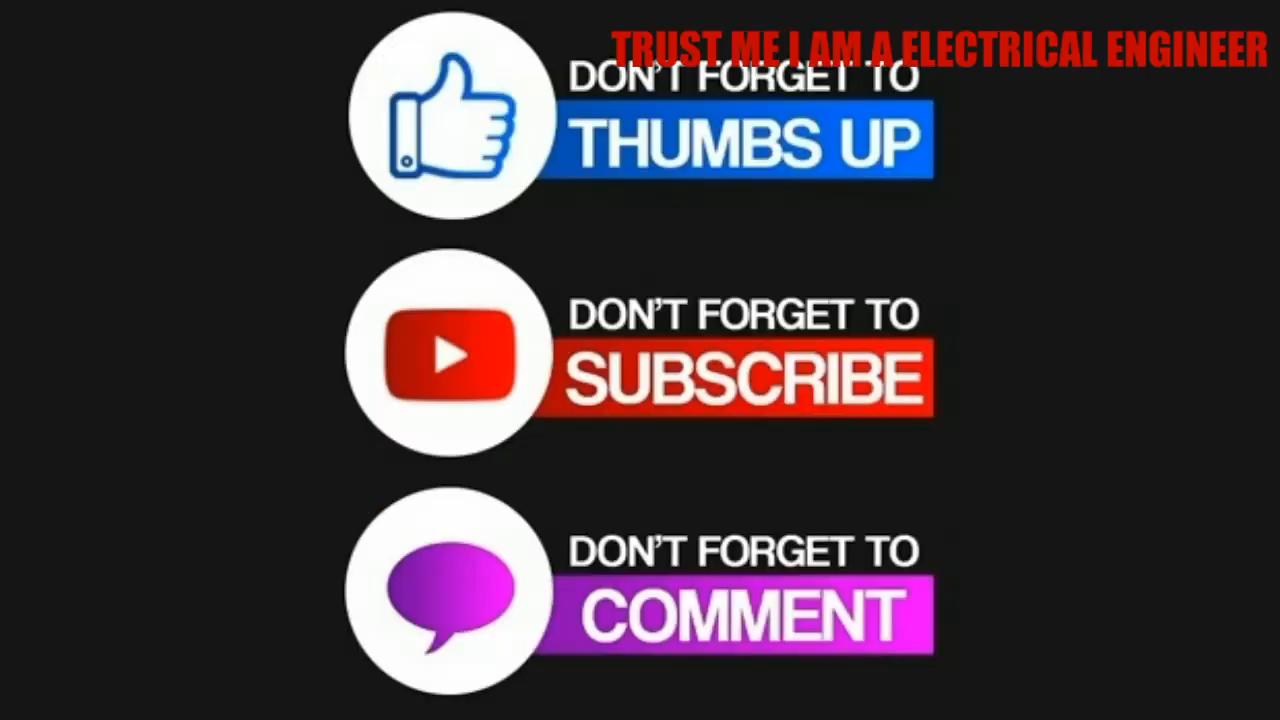 TRUST ME I AM A ELECTRICAL ENGINEER
DON'T FORGET TO
THUMBS UP
DON'T FORGET TO
SUBSCRIBE
DON'T FORGET TO
COMMENT